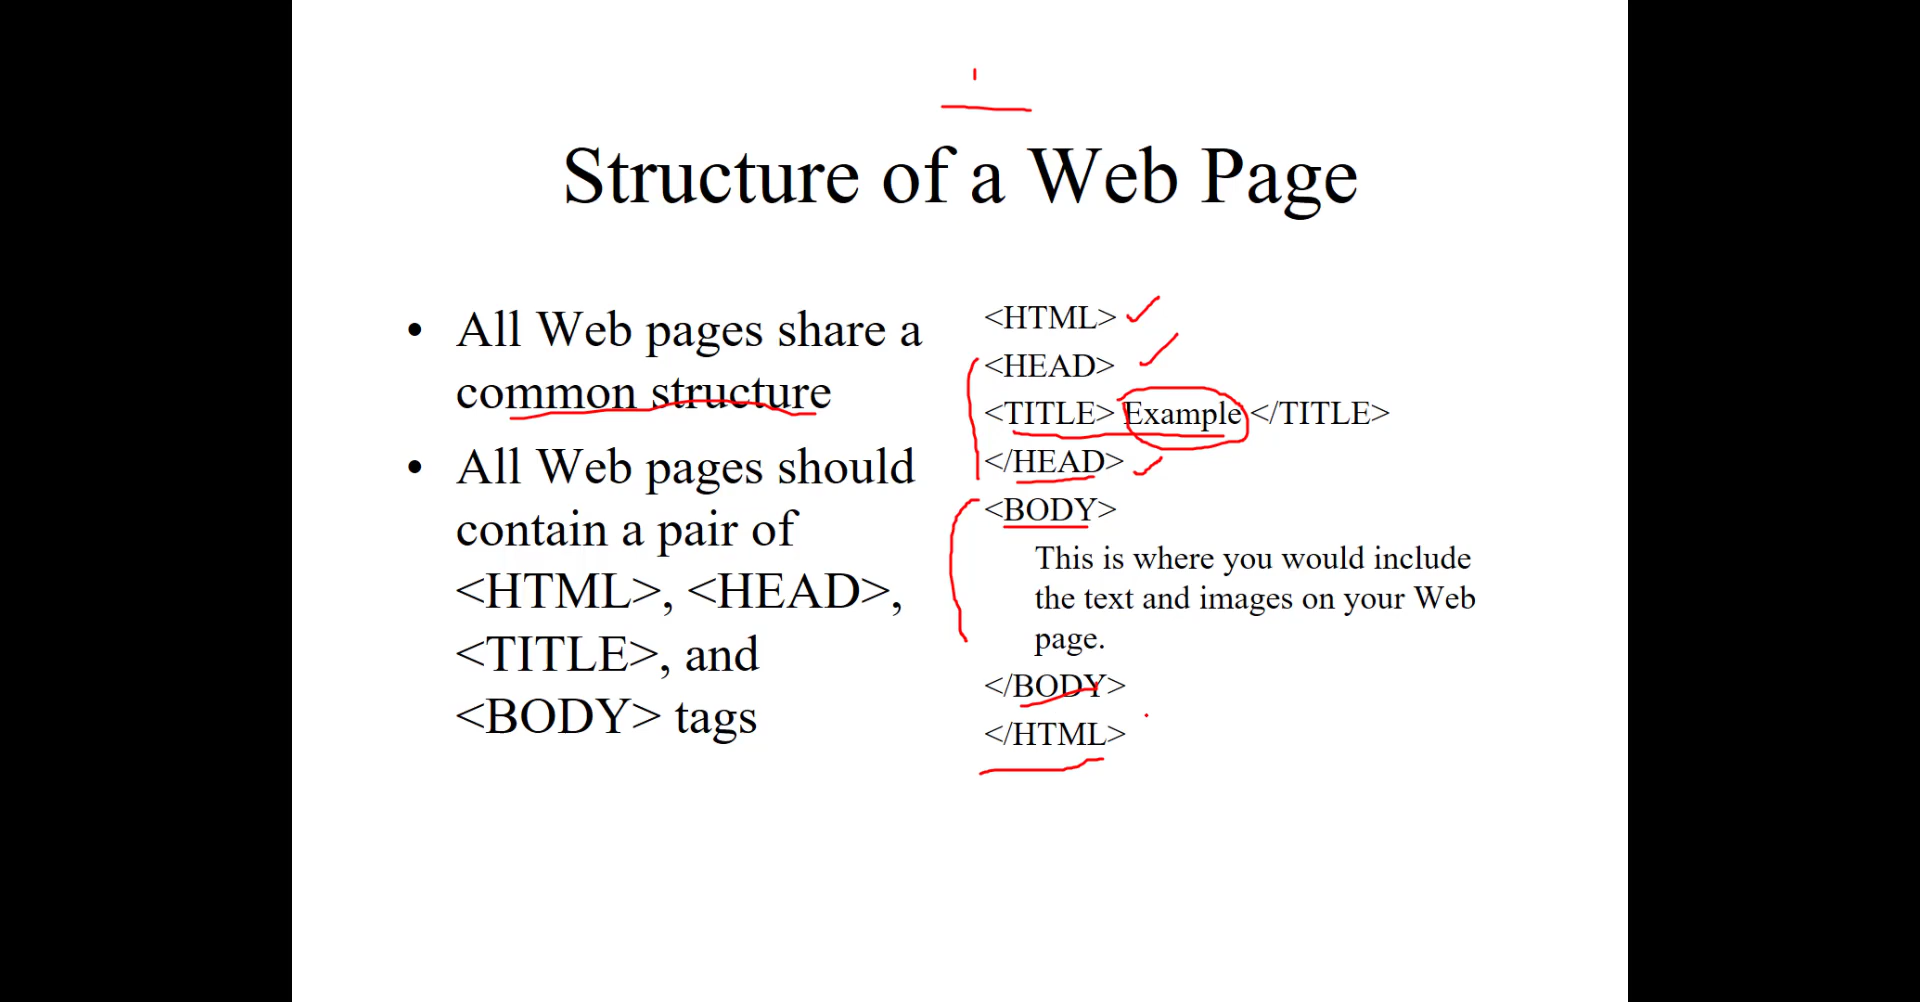 Structure of a Web Page
• All Web pages share a
common structure
• All Web pages should
contain a pair of
<HTML>, <HEAD>,
<TITLE>, and
<BODY> tags
<HTML>
<HEAD>
<TITLE> Example </TITLE>
</HEAD>
<BODY>
This is where you would include
the text and images on your Web
page.
</BODY>
</HTML>